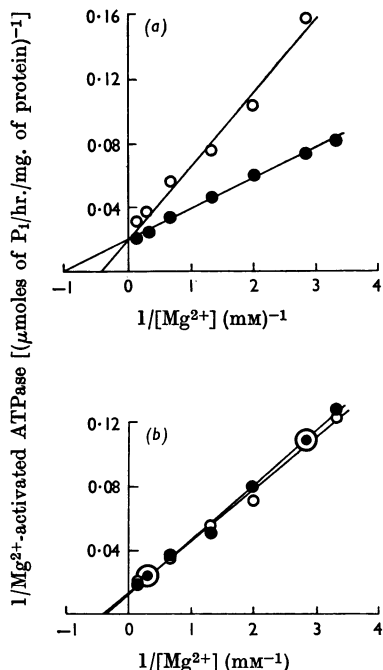 1/Mg²⁺-activated ATPase [(μmoles of Pᵢ/hr./mg. of protein)⁻¹]
(a)
0·16
0·12
0·08
0·04
−1 0 1 2 3 4
1/[Mg²⁺] (mM)⁻¹
(b)
0·12
0·08
0·04
−1 0 1 2 3 4
1/[Mg²⁺] (mM⁻¹)